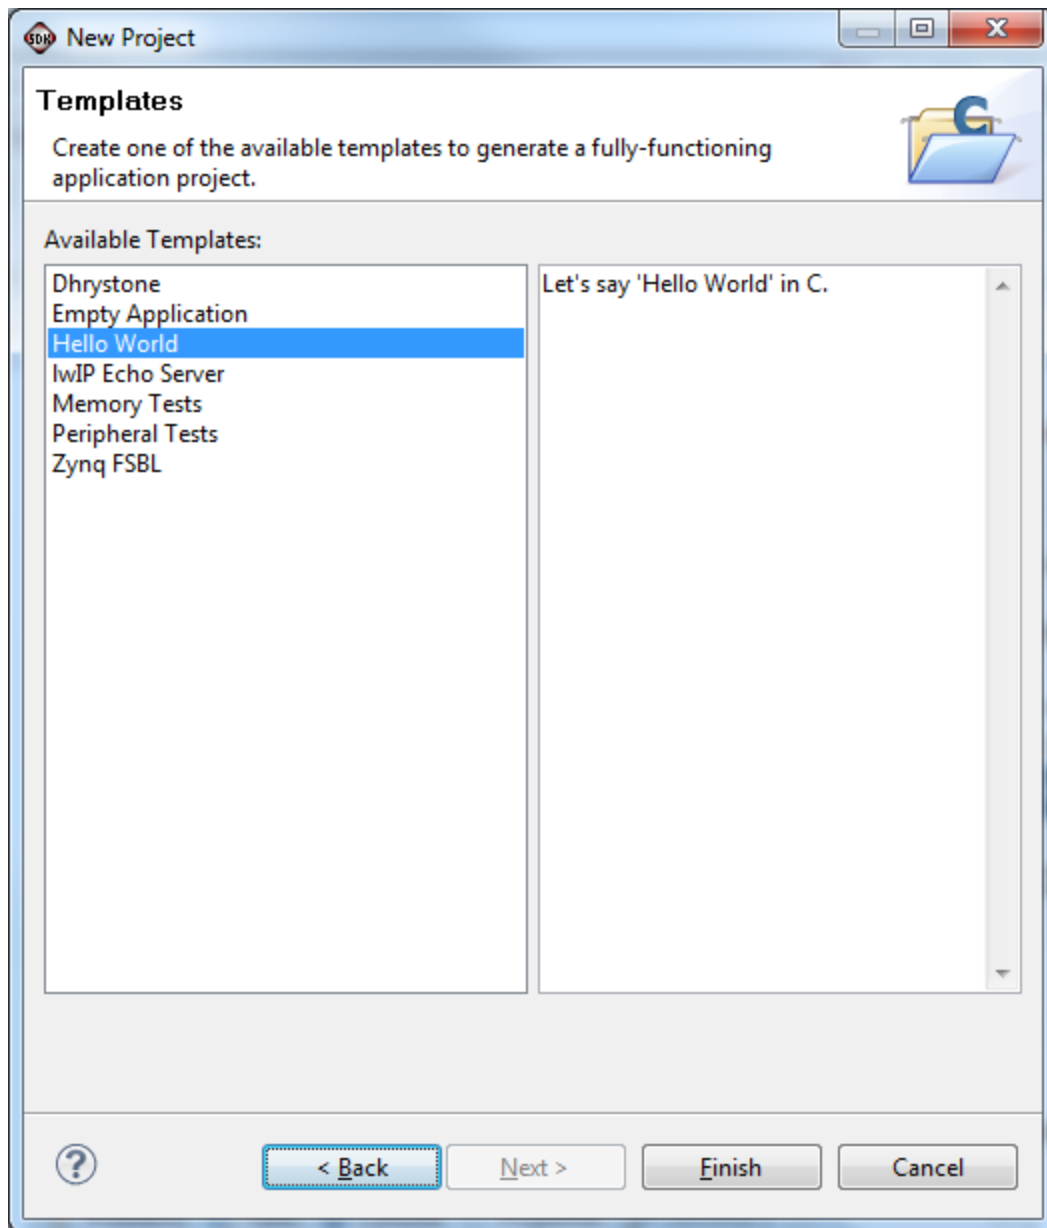 SDK New Project
Templates
Create one of the available templates to generate a fully-functioning
application project.
C
Available Templates:
Dhrystone
Empty Application
Hello World
lwIP Echo Server
Memory Tests
Peripheral Tests
Zynq FSBL
Let's say 'Hello World' in C.
? < Back Next > Finish Cancel